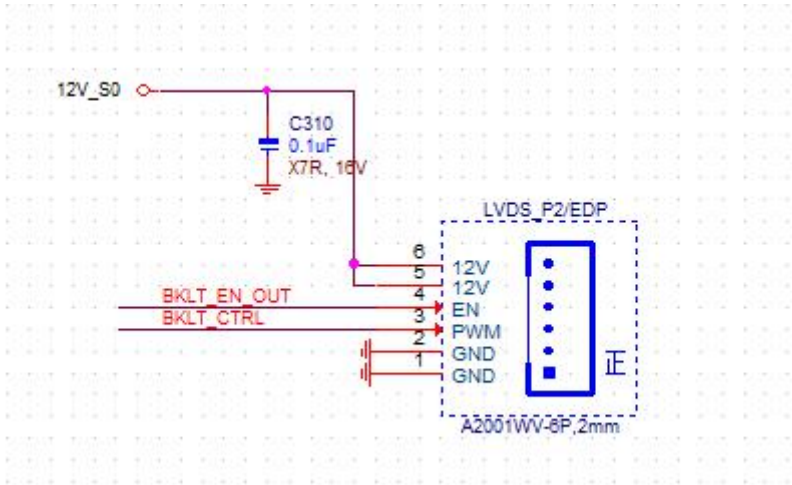 12V_S0
C310
0.1uF
X7R, 16V
LVDS_P2/EDP
6 12V
5 12V
BKLT_EN_OUT 4 EN
BKLT_CTRL 3 PWM
2 GND
1 GND
正
A2001WV-6P,2mm